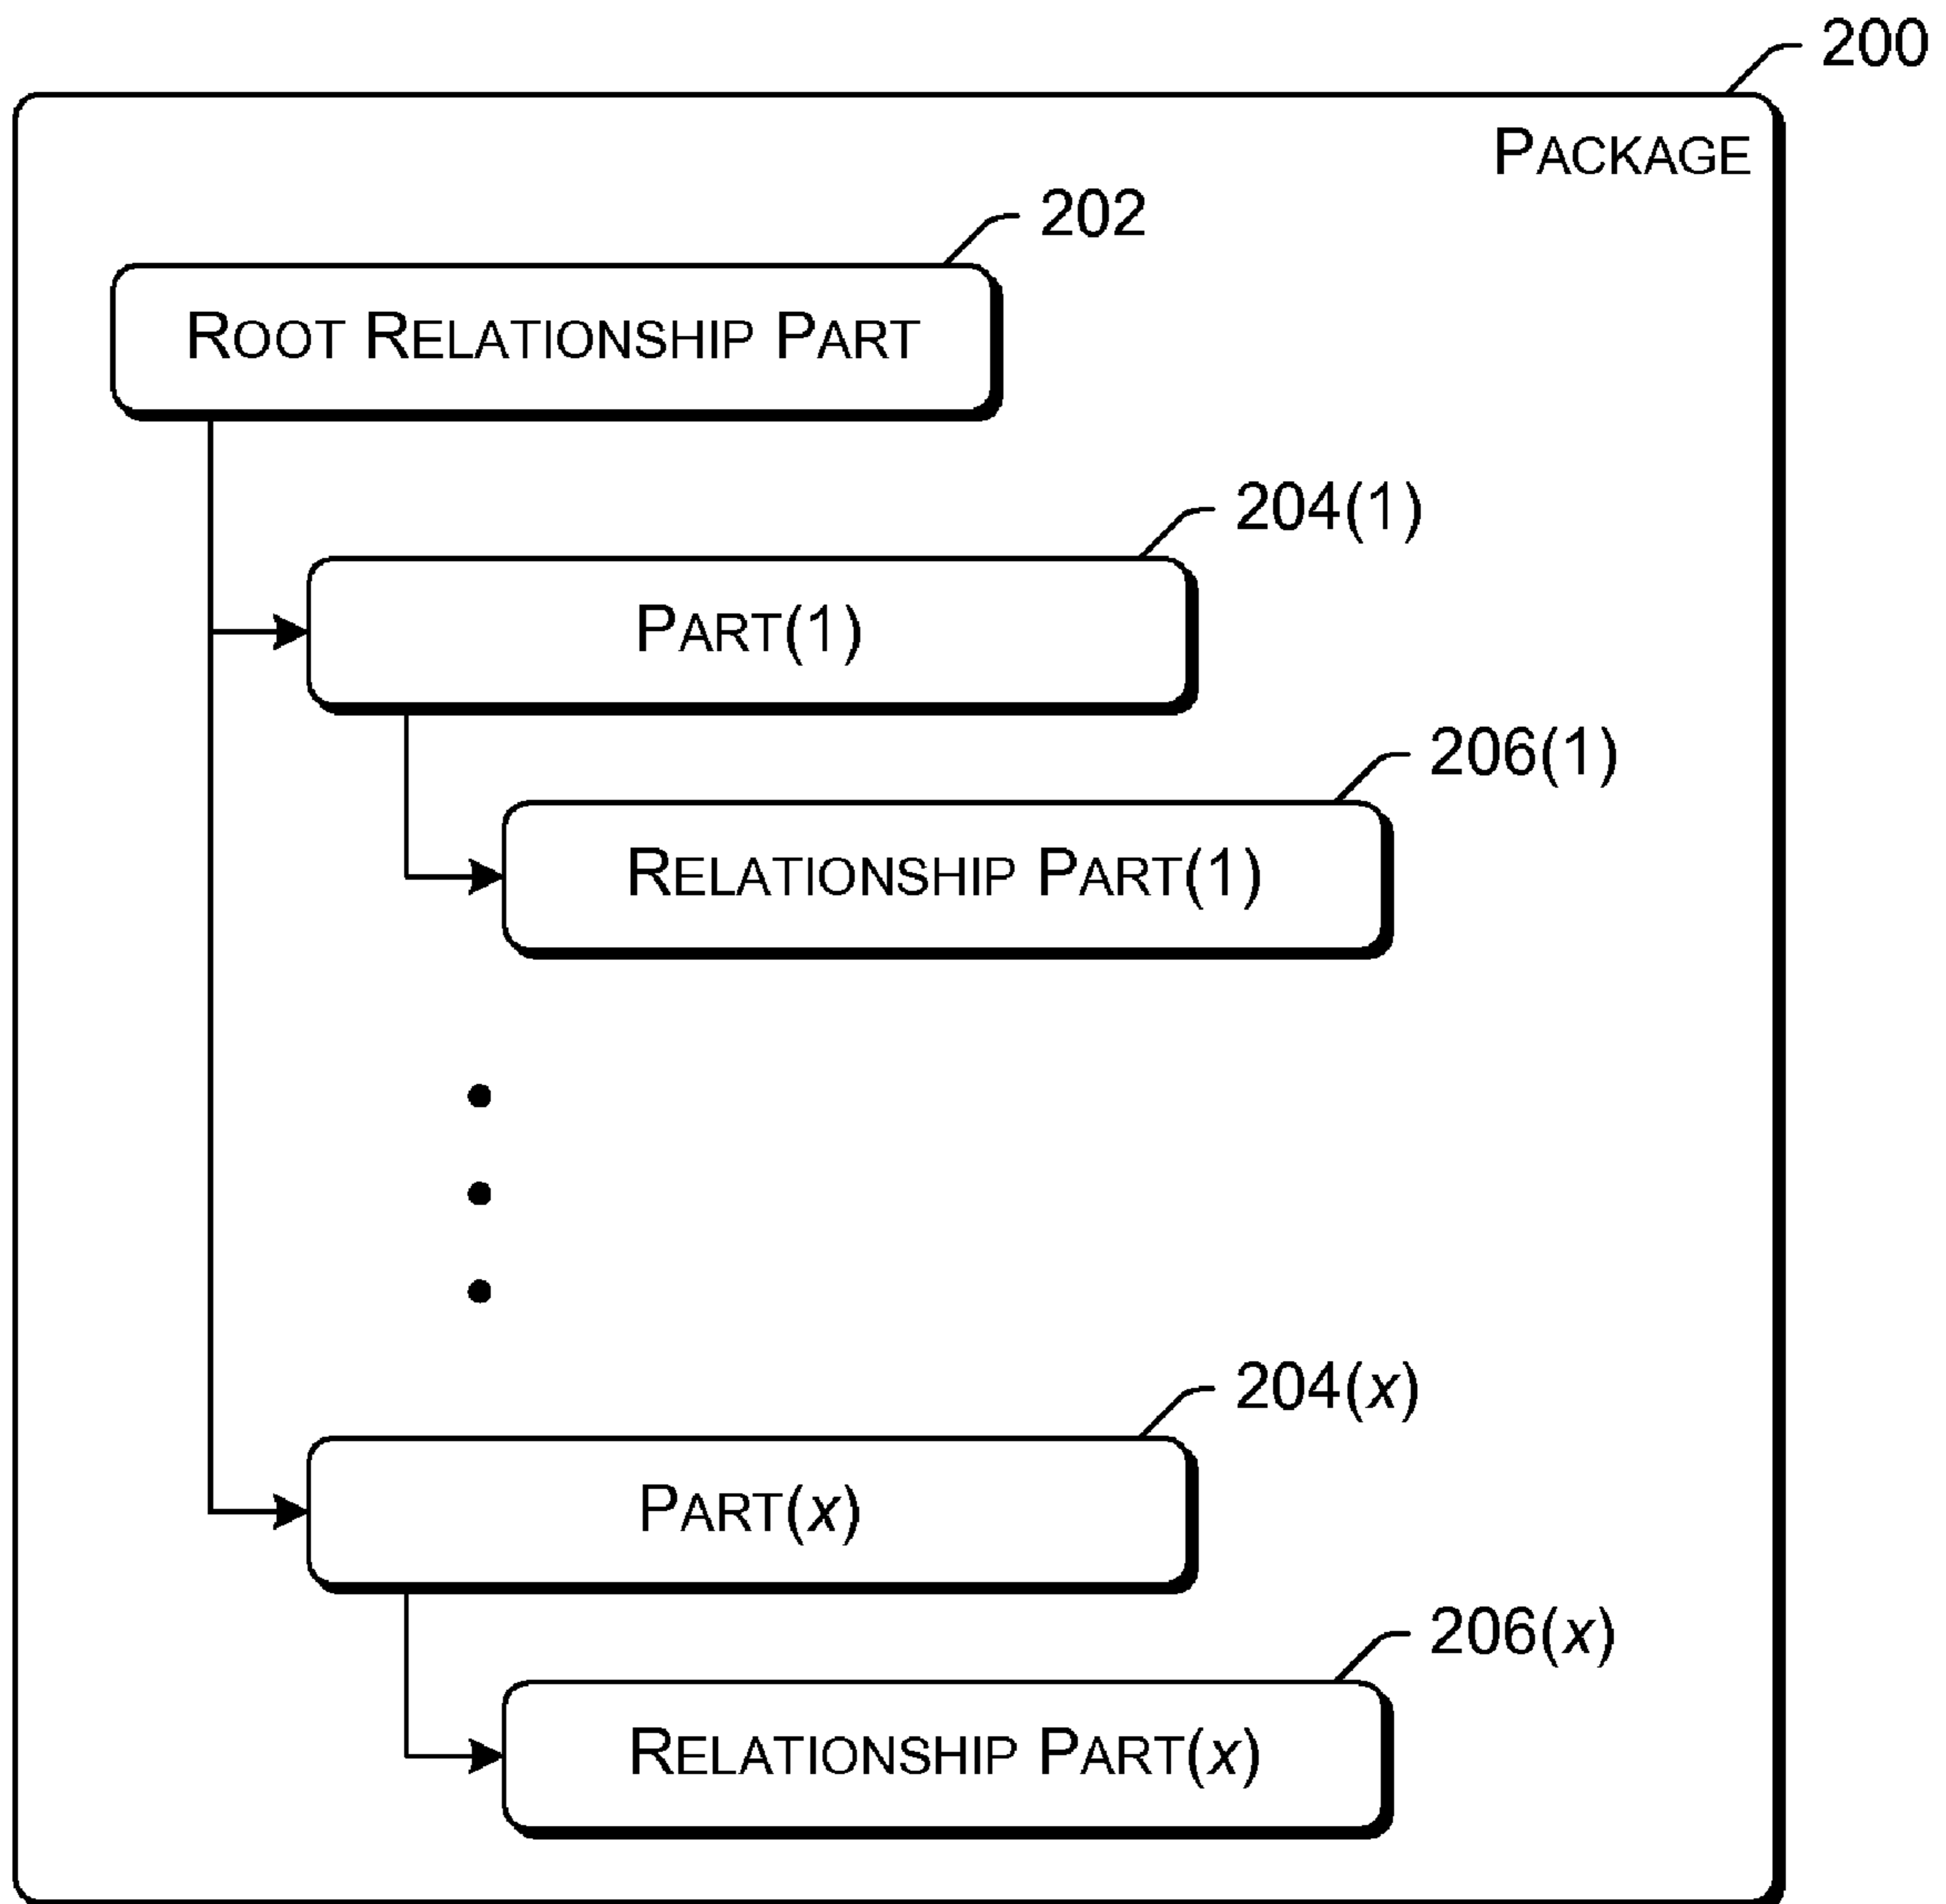 200
PACKAGE
202
ROOT RELATIONSHIP PART
204(1)
PART(1)
206(1)
RELATIONSHIP PART(1)
204(x)
PART(x)
206(x)
RELATIONSHIP PART(x)